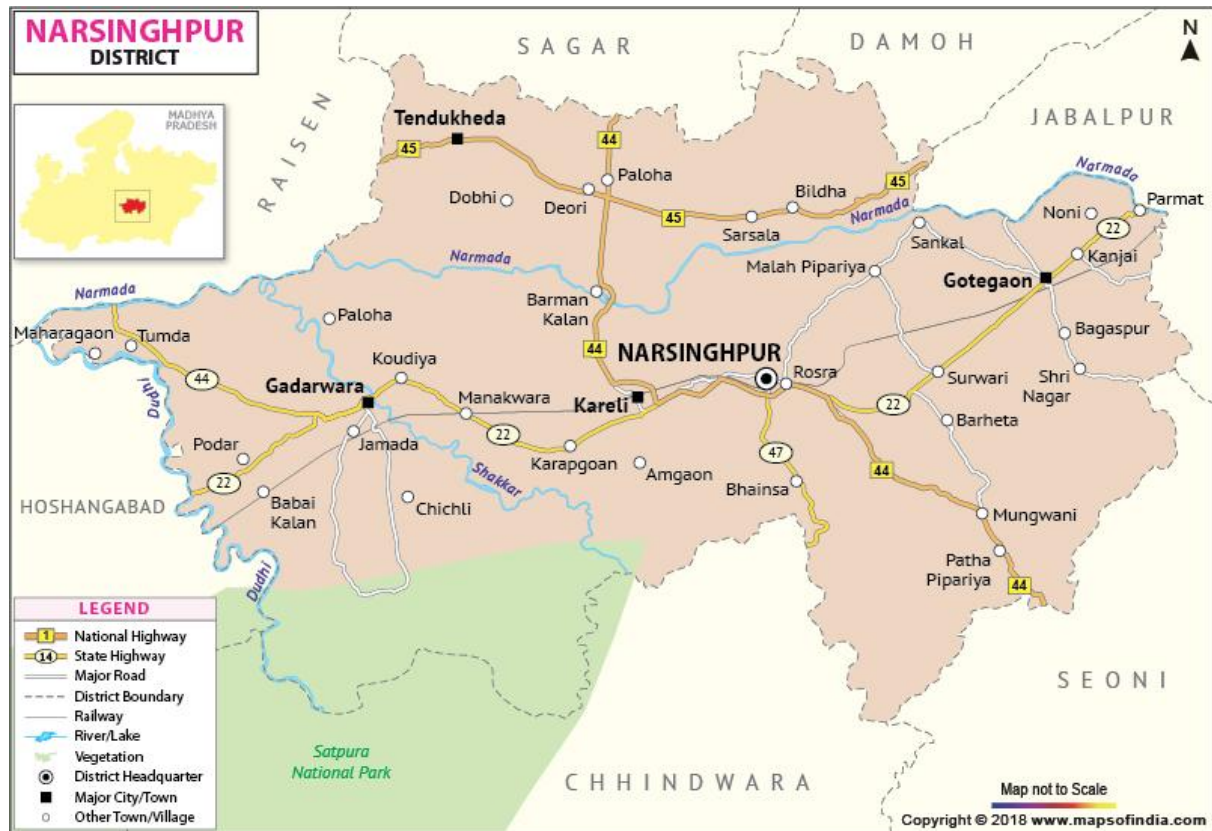 NARSINGHPUR
DISTRICT
MADHYA
PRADESH
N
SAGAR
DAMOH
JABALPUR
RAISEN
Tendukheda
44
45
Paloha
Dobhi
Deori
Bildha
45
45
Sarsala
Narmada
Narmada
Noni
Parmat
22
Sankal
Kanjai
Narmada
Malah Pipariya
Gotegaon
Narmada
Barman
Kalan
Paloha
Bagaspur
Maharagaon
Tumda
Koudiya
44
NARSINGHPUR
Rosra
Surwari
Shri
Nagar
Dudhi
44
Gadarwara
Kareli
Manakwara
22
22
Barheta
Jamada
Karapgoan
Podar
Amgaon
47
44
Shakkar
22
Bhainsa
HOSHANGABAD
Babai
Kalan
Chichli
Mungwani
Patha
Pipariya
44
Dudhi
LEGEND
1 National Highway
14 State Highway
Major Road
District Boundary
Railway
River/Lake
Vegetation
District Headquarter
Major City/Town
Other Town/Village
Satpura
National Park
SEONI
CHHINDWARA
Map not to Scale
Copyright © 2018 www.mapsofindia.com